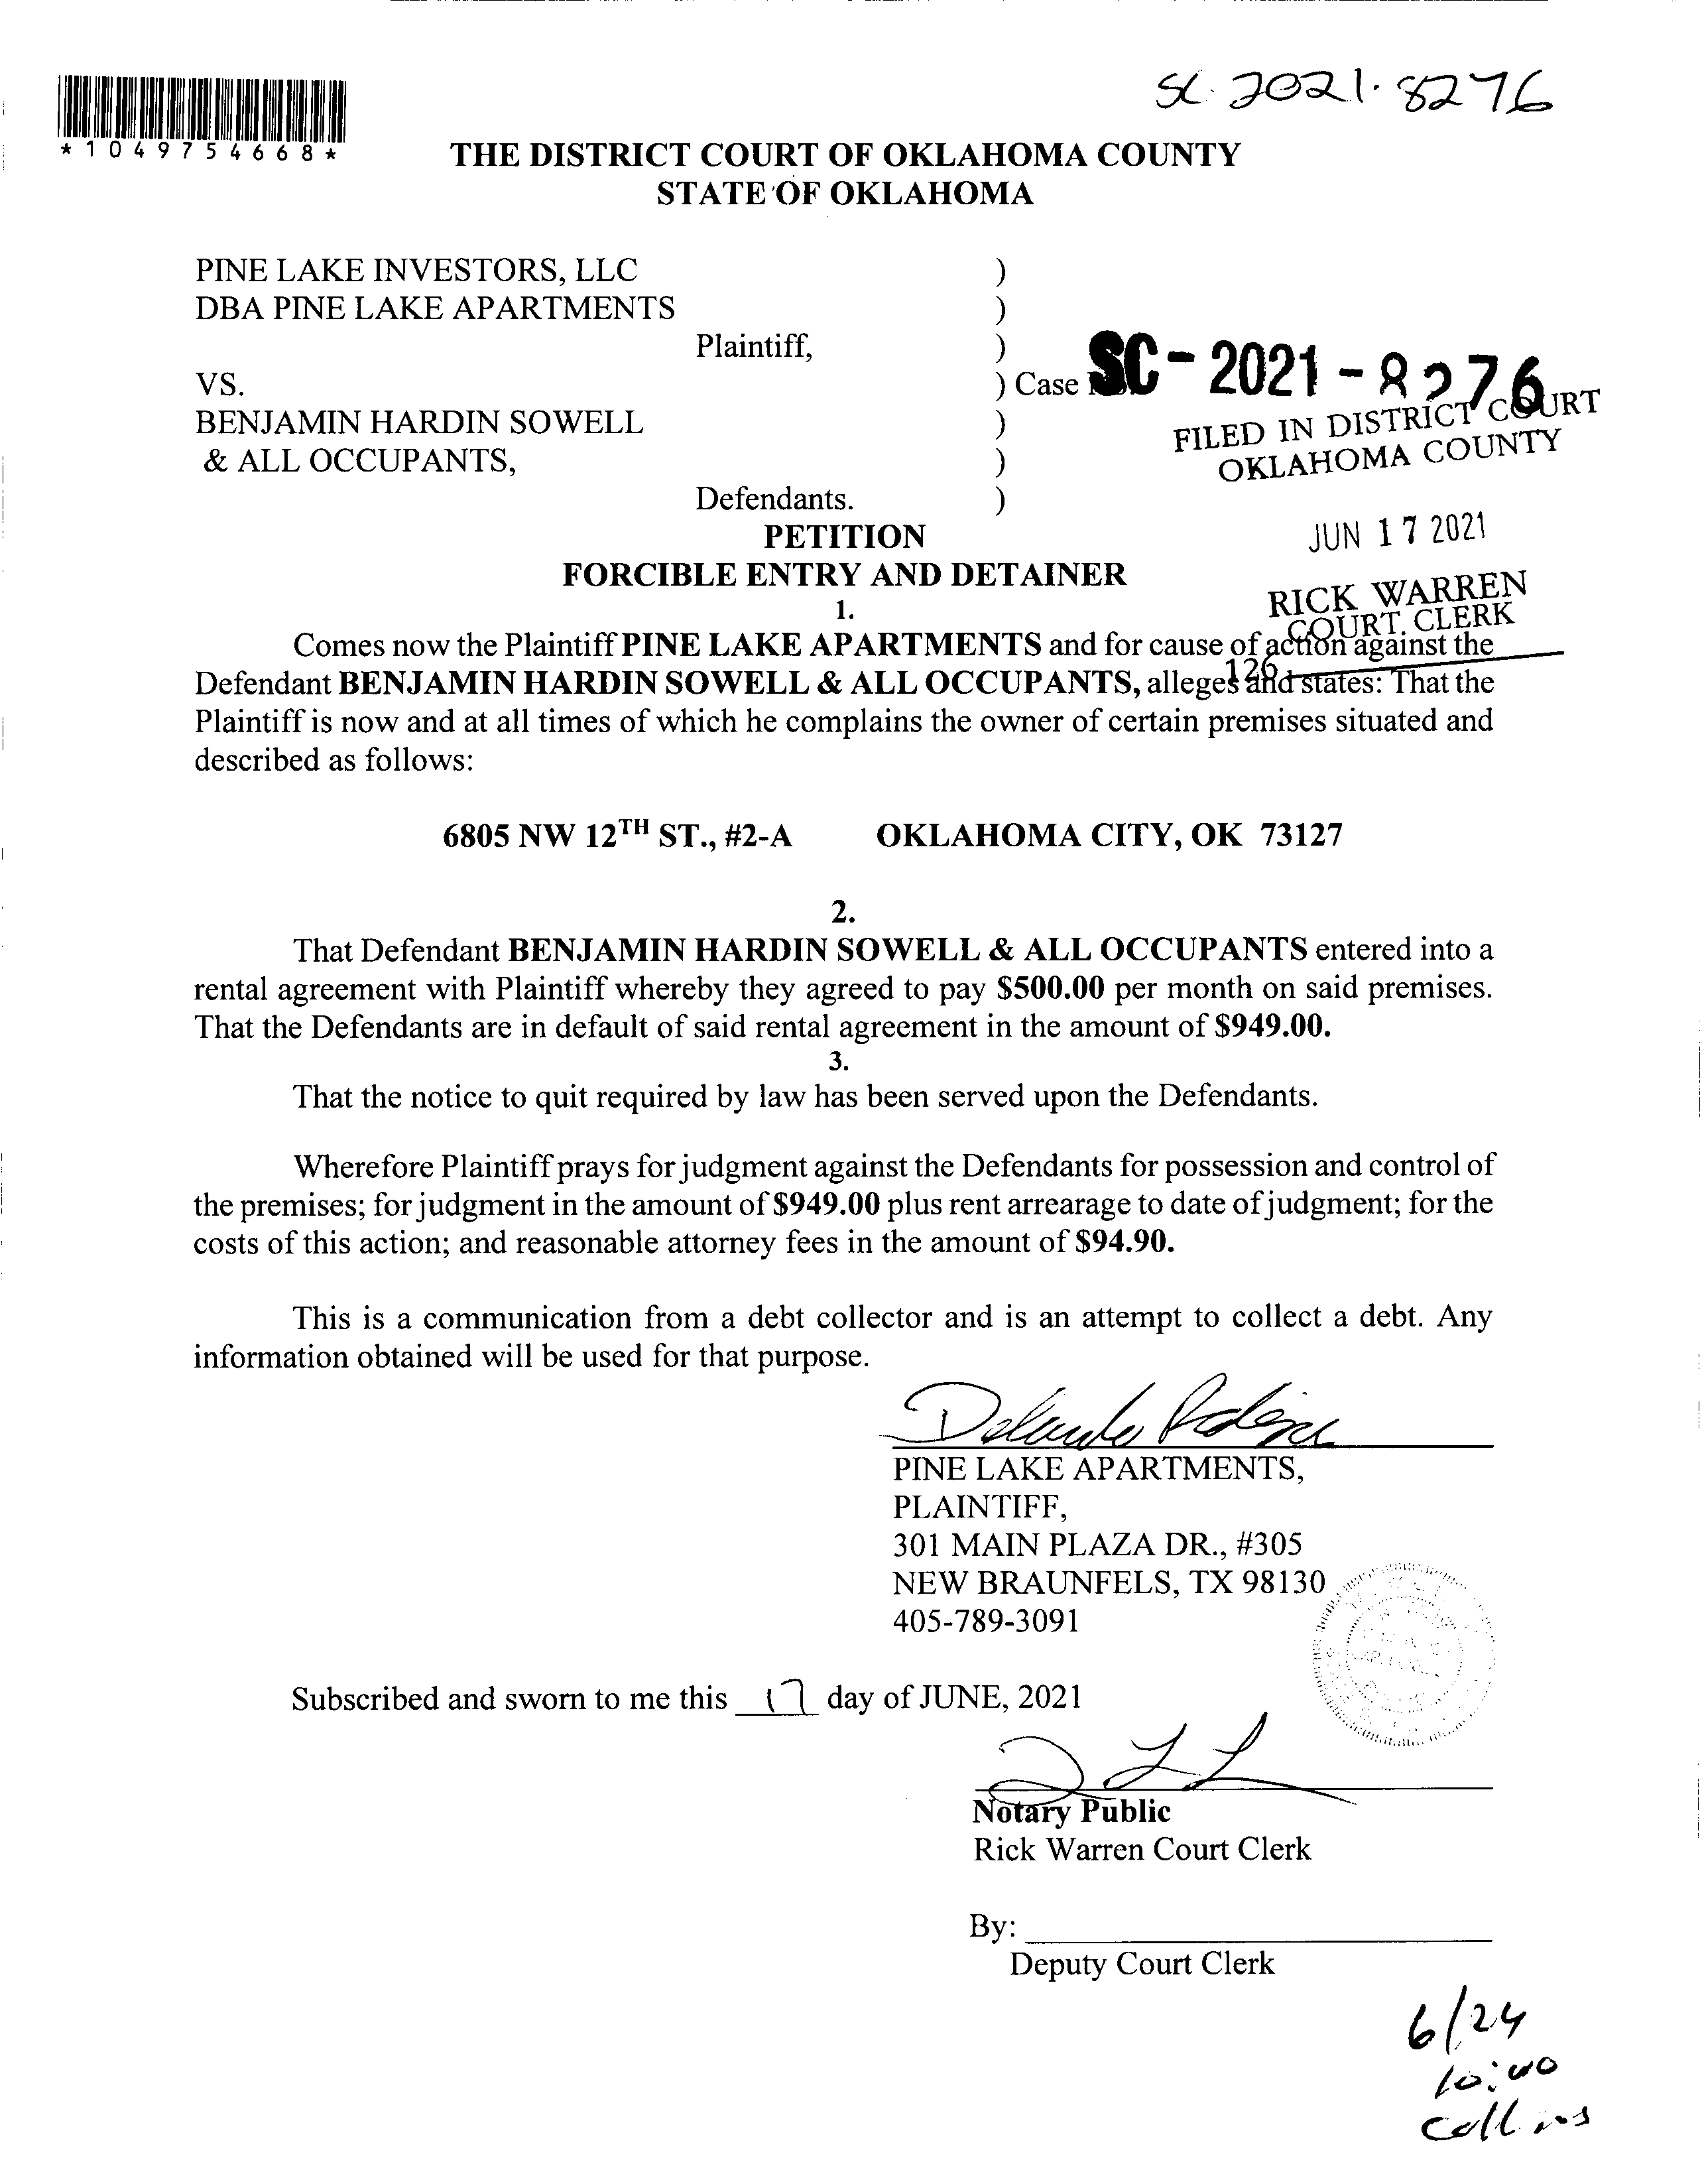 SC. 2021. 8276
*1049754668*
THE DISTRICT COURT OF OKLAHOMA COUNTY
STATE OF OKLAHOMA
PINE LAKE INVESTORS, LLC )
DBA PINE LAKE APARTMENTS )
Plaintiff, )
VS. ) Case SC-2021-8276
BENJAMIN HARDIN SOWELL )
& ALL OCCUPANTS, )
Defendants. )
FILED IN DISTRICT COURT
OKLAHOMA COUNTY
JUN 17 2021
RICK WARREN
COURT CLERK
126
PETITION
FORCIBLE ENTRY AND DETAINER
1.
Comes now the Plaintiff PINE LAKE APARTMENTS and for cause of action against the
Defendant BENJAMIN HARDIN SOWELL & ALL OCCUPANTS, alleges and states: That the
Plaintiff is now and at all times of which he complains the owner of certain premises situated and
described as follows:
6805 NW 12TH ST., #2-A OKLAHOMA CITY, OK 73127
2.
That Defendant BENJAMIN HARDIN SOWELL & ALL OCCUPANTS entered into a
rental agreement with Plaintiff whereby they agreed to pay $500.00 per month on said premises.
That the Defendants are in default of said rental agreement in the amount of $949.00.
3.
That the notice to quit required by law has been served upon the Defendants.
Wherefore Plaintiff prays for judgment against the Defendants for possession and control of
the premises; for judgment in the amount of $949.00 plus rent arrearage to date of judgment; for the
costs of this action; and reasonable attorney fees in the amount of $94.90.
This is a communication from a debt collector and is an attempt to collect a debt. Any
information obtained will be used for that purpose.
PINE LAKE APARTMENTS,
PLAINTIFF,
301 MAIN PLAZA DR., #305
NEW BRAUNFELS, TX 98130
405-789-3091
Subscribed and sworn to me this 17 day of JUNE, 2021
Notary Public
Rick Warren Court Clerk
By:
Deputy Court Clerk
6/24
10:00
Collins